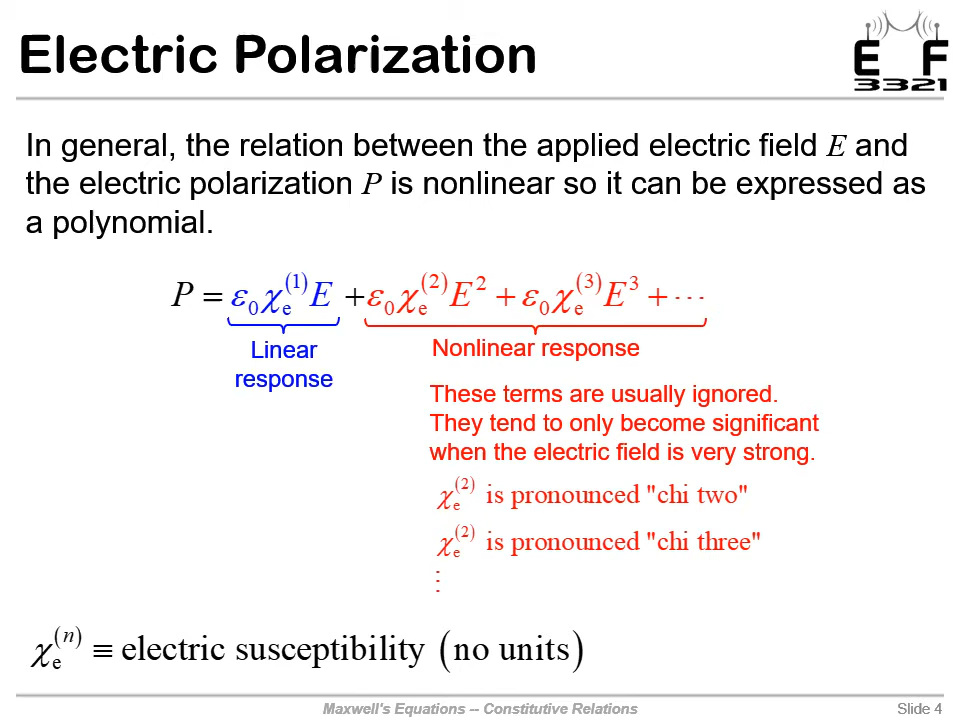 Electric Polarization
E F
3321
In general, the relation between the applied electric field E and
the electric polarization P is nonlinear so it can be expressed as
a polynomial.
P = ε₀χₑ⁽¹⁾E + ε₀χₑ⁽²⁾E² + ε₀χₑ⁽³⁾E³ + ⋯
Linear
response
Nonlinear response
These terms are usually ignored.
They tend to only become significant
when the electric field is very strong.
χₑ⁽²⁾ is pronounced "chi two"
χₑ⁽²⁾ is pronounced "chi three"
⋮
χₑ⁽ⁿ⁾ ≡ electric susceptibility (no units)
Maxwell's Equations -- Constitutive Relations
Slide 4